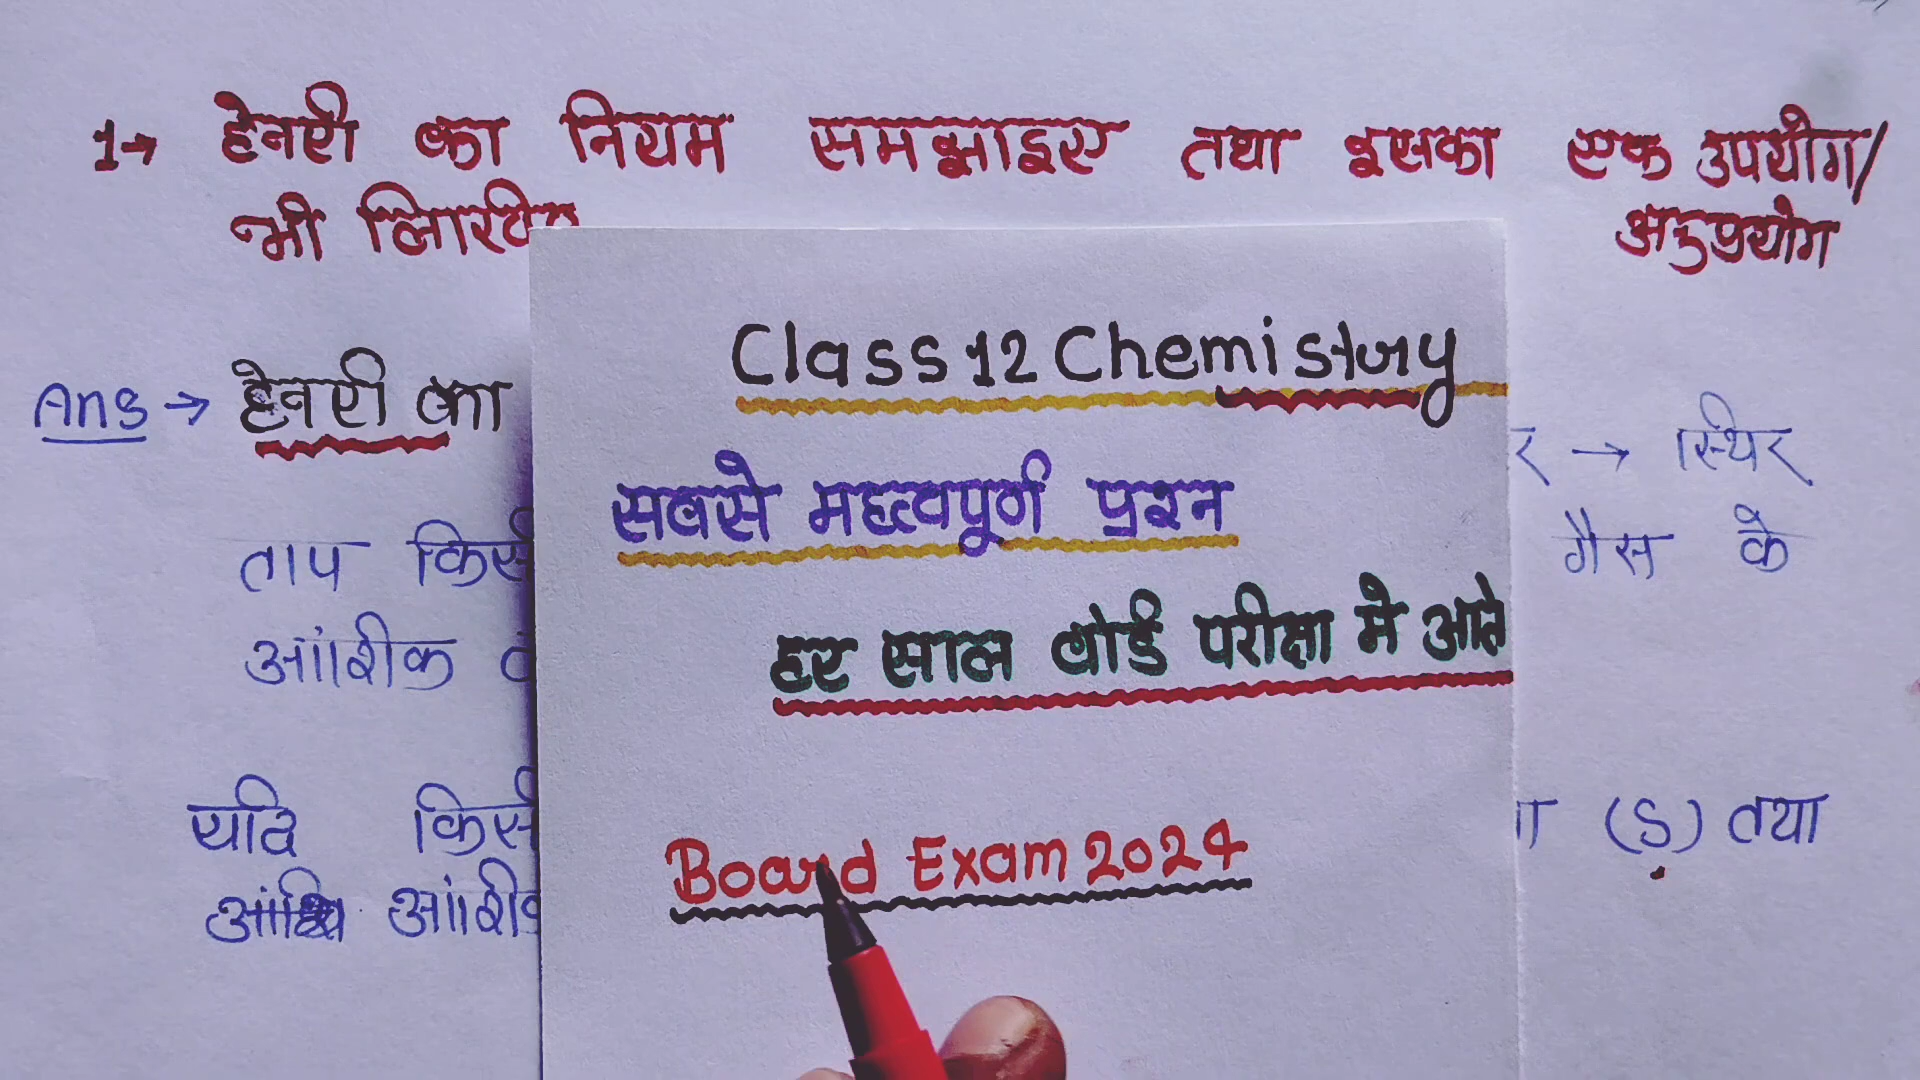 1→ हेनरी का नियम समझाइए तथा इसका एक उपयोग/
भी लिखिए अनुप्रयोग
Class 12 Chemistry
Ans → हेनरी का
र → स्थिर
सबसे महत्वपूर्ण प्रश्न
ताप किसी
गैस के
हर साल बोर्ड परीक्षा मे आते
आंशीक
यदि किसी
(S) तथा
Board Exam 2024
आंशीक